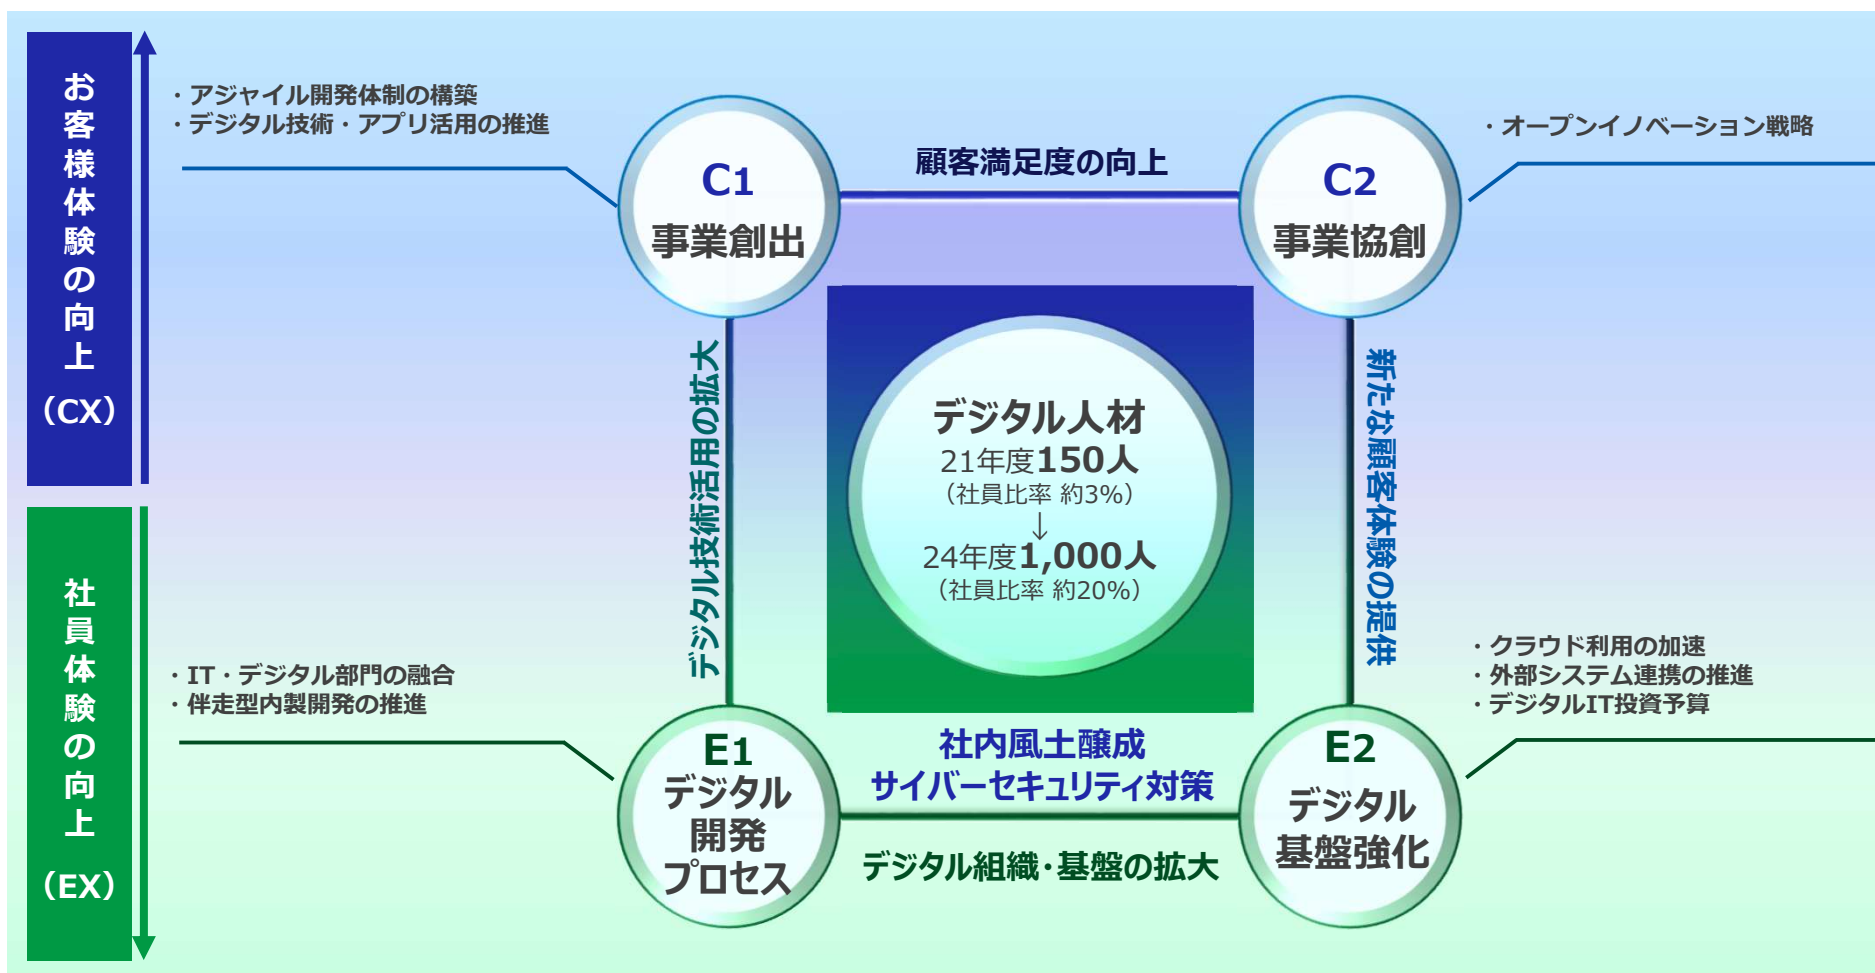 お客様体験の向上
（CX）
・アジャイル開発体制の構築
・デジタル技術・アプリ活用の推進
C1
事業創出
顧客満足度の向上
C2
事業協創
・オープンイノベーション戦略
デジタル技術活用の拡大
デジタル人材
21年度150人
（社員比率 約3%）
↓
24年度1,000人
（社員比率 約20%）
新たな顧客体験の提供
社員体験の向上
（EX）
・IT・デジタル部門の融合
・伴走型内製開発の推進
E1
デジタル
開発
プロセス
社内風土醸成
サイバーセキュリティ対策
デジタル組織・基盤の拡大
E2
デジタル
基盤強化
・クラウド利用の加速
・外部システム連携の推進
・デジタルIT投資予算